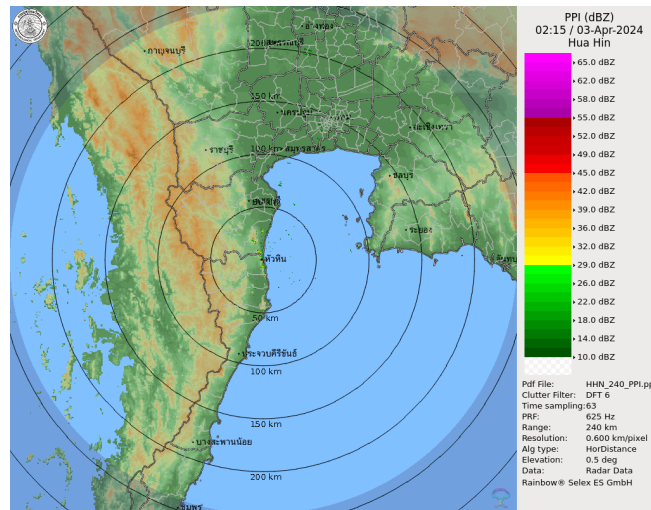 PPI (dBZ)
02:15 / 03-Apr-2024
Hua Hin
65.0 dBZ
62.0 dBZ
58.0 dBZ
55.0 dBZ
52.0 dBZ
49.0 dBZ
45.0 dBZ
42.0 dBZ
39.0 dBZ
36.0 dBZ
32.0 dBZ
29.0 dBZ
26.0 dBZ
22.0 dBZ
18.0 dBZ
14.0 dBZ
10.0 dBZ
Pdf File: HHN_240_PPI.pp
Clutter Filter: DFT 6
Time sampling:63
PRF: 625 Hz
Range: 240 km
Resolution: 0.600 km/pixel
Alg type: HorDistance
Elevation: 0.5 deg
Data: Radar Data
Rainbow® Selex ES GmbH
อ่างทอง
กาญจนบุรี
150 km
ฉะเชิงเทรา
100 km
สมุทรสาคร
ราชบุรี
ชลบุรี
ระยอง
หัวหิน
50 km
ประจวบคีรีขันธ์
100 km
150 km
บางสะพานน้อย
200 km
ชุมพร